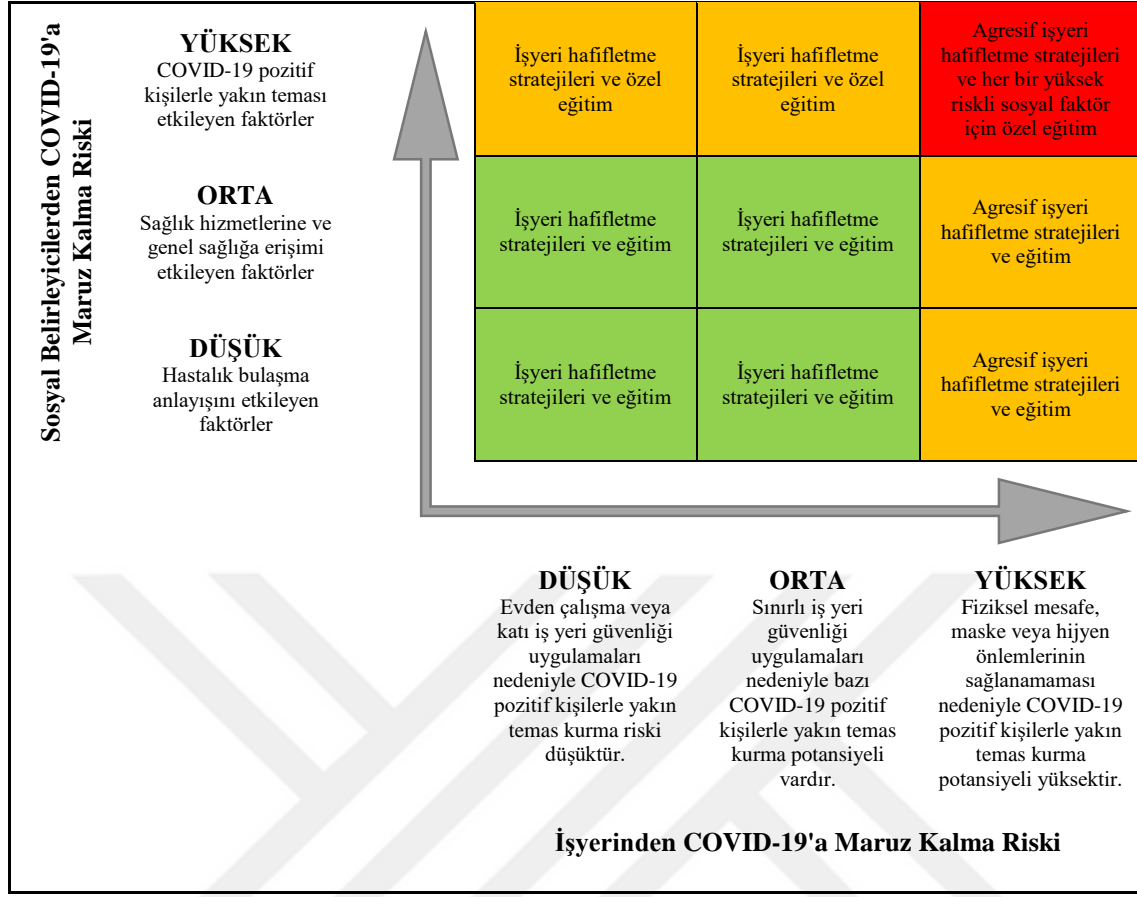 Sosyal Belirleyicilerden COVID-19'a
Maruz Kalma Riski
YÜKSEK
COVID-19 pozitif
kişilerle yakın teması
etkileyen faktörler
İşyeri hafifletme
stratejileri ve özel
eğitim
İşyeri hafifletme
stratejileri ve özel
eğitim
Agresif işyeri
hafifletme stratejileri
ve her bir yüksek
riskli sosyal faktör
için özel eğitim
ORTA
Sağlık hizmetlerine ve
genel sağlığa erişimi
etkileyen faktörler
İşyeri hafifletme
stratejileri ve eğitim
İşyeri hafifletme
stratejileri ve eğitim
Agresif işyeri
hafifletme stratejileri
ve eğitim
DÜŞÜK
Hastalık bulaşma
anlayışını etkileyen
faktörler
İşyeri hafifletme
stratejileri ve eğitim
İşyeri hafifletme
stratejileri ve eğitim
Agresif işyeri
hafifletme stratejileri
ve eğitim
DÜŞÜK
Evden çalışma veya
katı iş yeri güvenliği
uygulamaları
nedeniyle COVID-19
pozitif kişilerle yakın
temas kurma riski
düşüktür.
ORTA
Sınırlı iş yeri
güvenliği
uygulamaları
nedeniyle bazı
COVID-19 pozitif
kişilerle yakın temas
kurma potansiyeli
vardır.
YÜKSEK
Fiziksel mesafe,
maske veya hijyen
önlemlerinin
sağlanamaması
nedeniyle COVID-19
pozitif kişilerle yakın
temas kurma
potansiyeli yüksektir.
İşyerinden COVID-19'a Maruz Kalma Riski